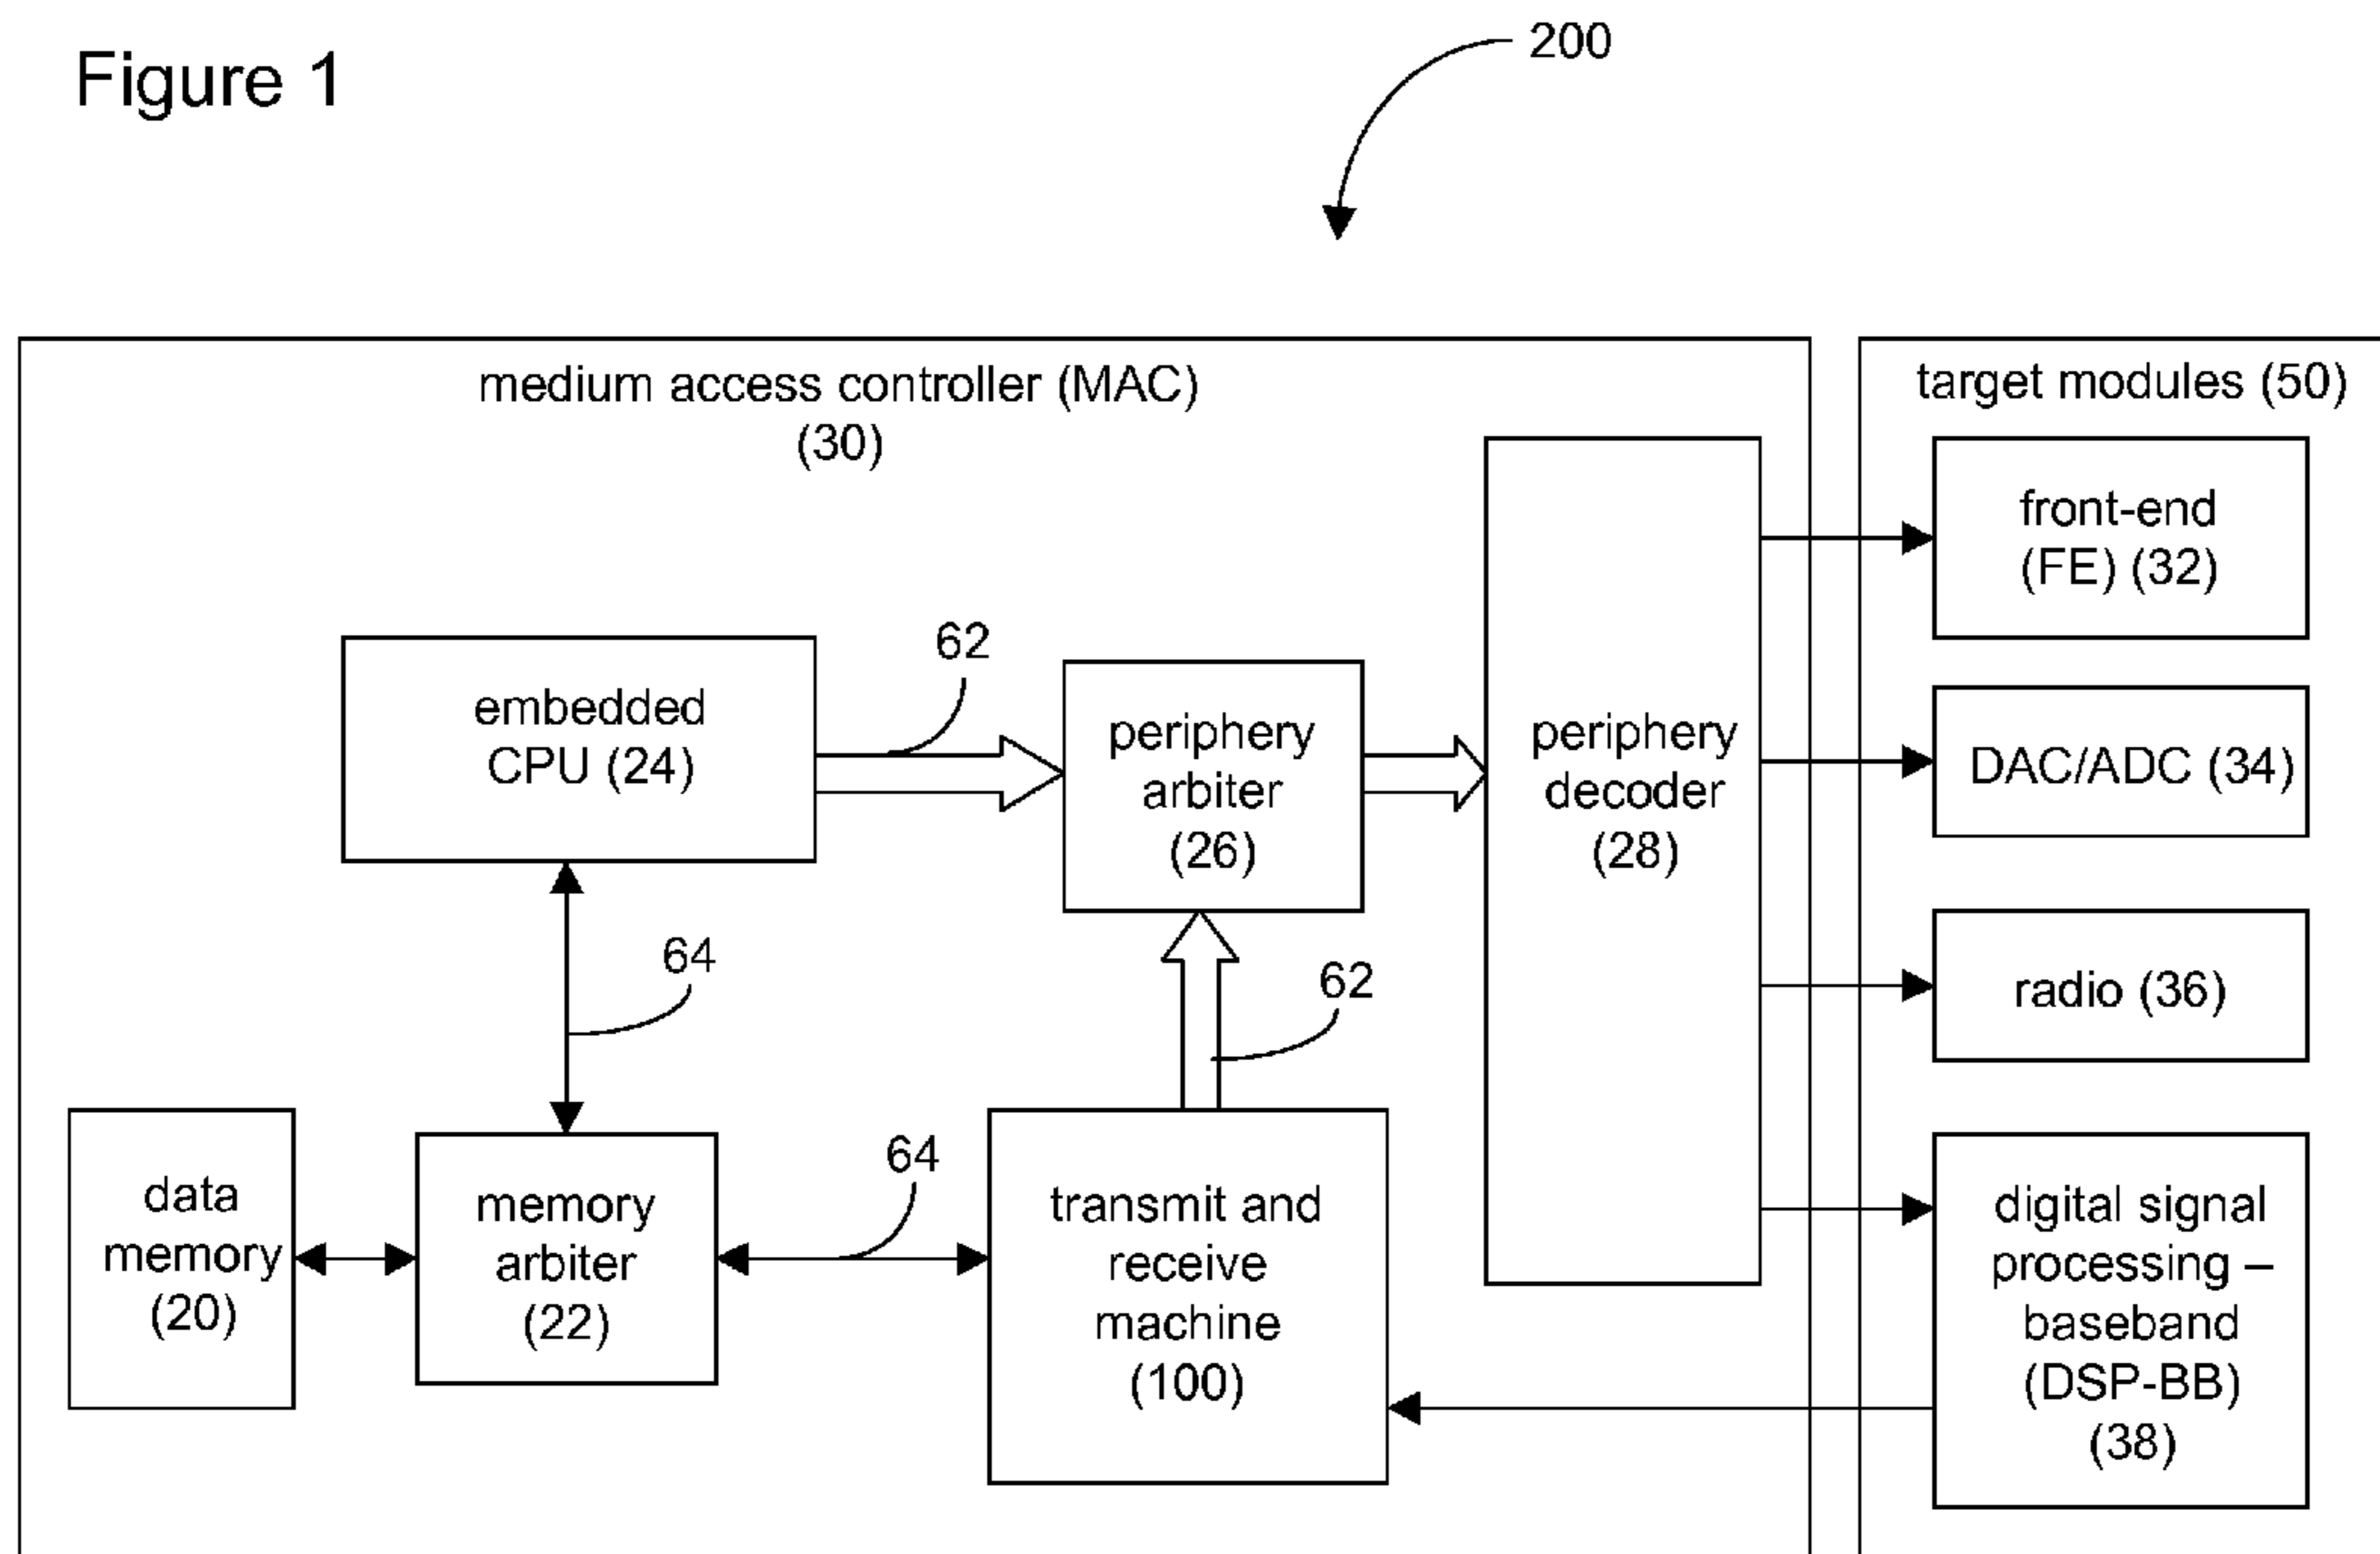 Figure 1
200
medium access controller (MAC)
(30)
target modules (50)
front-end
(FE) (32)
62
embedded
CPU (24)
periphery
arbiter
(26)
periphery
decoder
(28)
DAC/ADC (34)
64
62
radio (36)
data
memory
(20)
memory
arbiter
(22)
64
transmit and
receive
machine
(100)
digital signal
processing –
baseband
(DSP-BB)
(38)